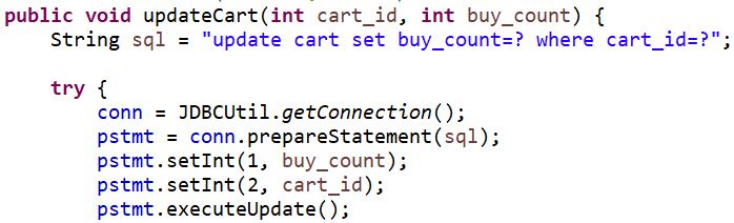 public void updateCart(int cart_id, int buy_count) {
    String sql = "update cart set buy_count=? where cart_id=?";

    try {
        conn = JDBCUtil.getConnection();
        pstmt = conn.prepareStatement(sql);
        pstmt.setInt(1, buy_count);
        pstmt.setInt(2, cart_id);
        pstmt.executeUpdate();